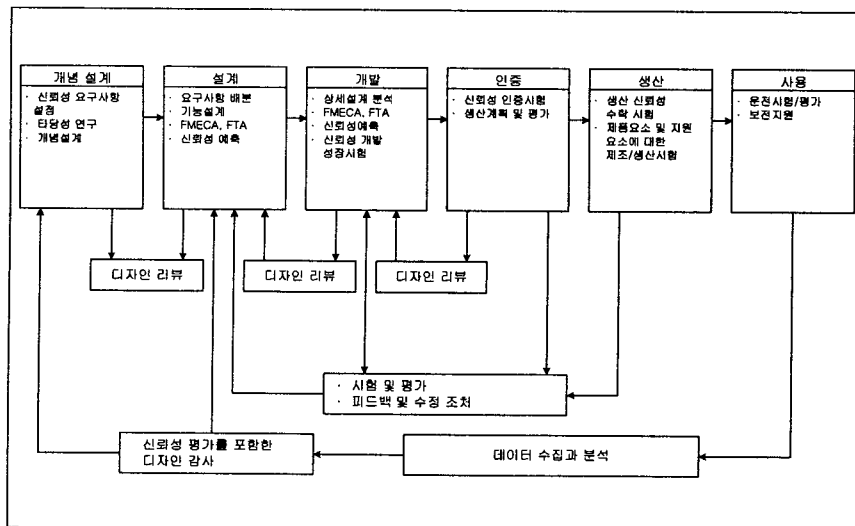 개념 설계
· 신뢰성 요구사항
설정
· 타당성 연구
· 개념설계
설계
· 요구사항 배분
· 기능설계
· FMECA, FTA
· 신뢰성 예측
개발
· 상세설계 분석
· FMECA, FTA
· 신뢰성예측
· 신뢰성 개발
성장시험
인증
· 신뢰성 인증시험
· 생산계획 및 평가
생산
· 생산 신뢰성
수락 시험
· 제품요소 및 지원
요소에 대한
제조/생산시험
사용
· 운전시험/평가
· 보전지원
디자인 리뷰
디자인 리뷰
디자인 리뷰
· 시험 및 평가
· 피드백 및 수정 조처
신뢰성 평가를 포함한
디자인 감사
데이터 수집과 분석